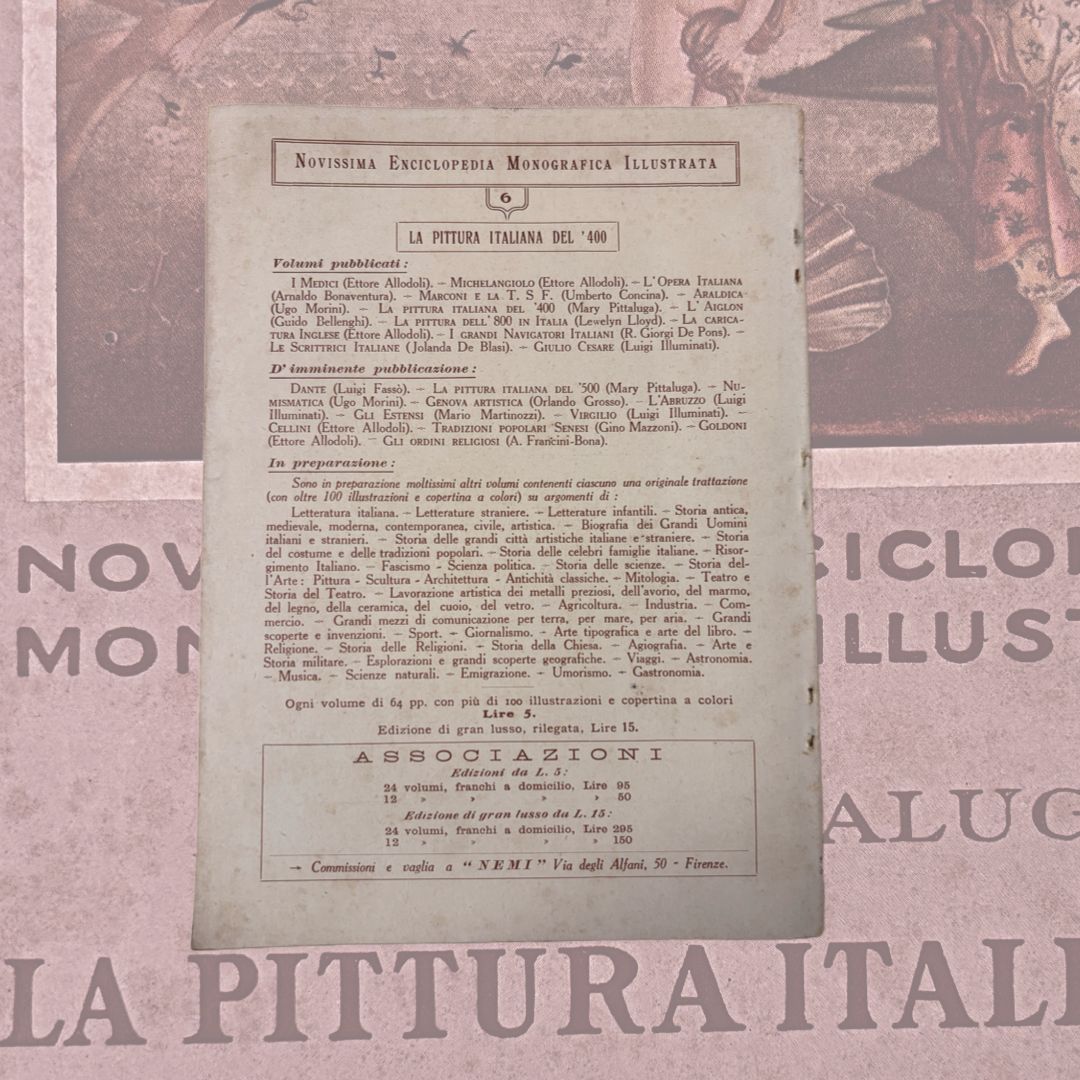 NOVISSIMA ENCICLOPEDIA MONOGRAFICA ILLUSTRATA
6
LA PITTURA ITALIANA DEL '400
Volumi pubblicati :
I MEDICI (Ettore Allodoli). – MICHELANGIOLO (Ettore Allodoli). – L'OPERA ITALIANA
(Arnaldo Bonaventura). – MARCONI E LA T. S F. (Umberto Concina). – ARALDICA
(Ugo Morini). – LA PITTURA ITALIANA DEL '400 (Mary Pittaluga). – L'AIGLON
(Guido Bellenghi). – LA PITTURA DELL'800 IN ITALIA (Lewelyn Lloyd). – LA CARICA-
TURA INGLESE (Ettore Allodoli). – I GRANDI NAVIGATORI ITALIANI (R. Giorgi De Pons). –
LE SCRITTRICI ITALIANE (Jolanda De Blasi). – GIULIO CESARE (Luigi Illuminati).
D' imminente pubblicazione :
DANTE (Luigi Fassò). – LA PITTURA ITALIANA DEL '500 (Mary Pittaluga). – NU-
MISMATICA (Ugo Morini). – GENOVA ARTISTICA (Orlando Grosso). – L'ABRUZZO (Luigi
Illuminati). – GLI ESTENSI (Mario Martinozzi). – VIRGILIO (Luigi Illuminati). –
CELLINI (Ettore Allodoli). – TRADIZIONI POPOLARI SENESI (Gino Mazzoni). – GOLDONI
(Ettore Allodoli). – GLI ORDINI RELIGIOSI (A. Francini-Bona).
In preparazione :
Sono in preparazione moltissimi altri volumi contenenti ciascuno una originale trattazione
(con oltre 100 illustrazioni e copertina a colori) su argomenti di :
Letteratura italiana. – Letterature straniere. – Letterature infantili. – Storia antica,
medievale, moderna, contemporanea, civile, artistica. – Biografia dei Grandi Uomini
italiani e stranieri. – Storia delle grandi città artistiche italiane e straniere. – Storia
del costume e delle tradizioni popolari. – Storia delle celebri famiglie italiane. – Risor-
gimento Italiano. – Fascismo - Scienza politica. – Storia delle scienze. – Storia del-
l'Arte : Pittura - Scultura - Architettura - Antichità classiche. – Mitologia. – Teatro e
Storia del Teatro. – Lavorazione artistica dei metalli preziosi, dell'avorio, del marmo,
del legno, della ceramica, del cuoio, del vetro. – Agricoltura. – Industria. – Com-
mercio. – Grandi mezzi di comunicazione per terra, per mare, per aria. – Grandi
scoperte e invenzioni. – Sport. – Giornalismo. – Arte tipografica e arte del libro. –
Religione. – Storia delle Religioni. – Storia della Chiesa. – Agiografia. – Arte e
Storia militare. – Esplorazioni e grandi scoperte geografiche. – Viaggi. – Astronomia.
– Musica. – Scienze naturali. – Emigrazione. – Umorismo. – Gastronomia.
Ogni volume di 64 pp. con più di 100 illustrazioni e copertina a colori
Lire 5.
Edizione di gran lusso, rilegata, Lire 15.
ASSOCIAZIONI
Edizioni da L. 5 :
24 volumi, franchi a domicilio, Lire 95
12 » » » » 50
Edizione di gran lusso da L. 15 :
24 volumi, franchi a domicilio, Lire 295
12 » » » » 150
→ Commissioni e vaglia a “ NEMI ” Via degli Alfani, 50 - Firenze.
NOV CICLO
MON ILLUST
ALUG
LA PITTURA ITALI